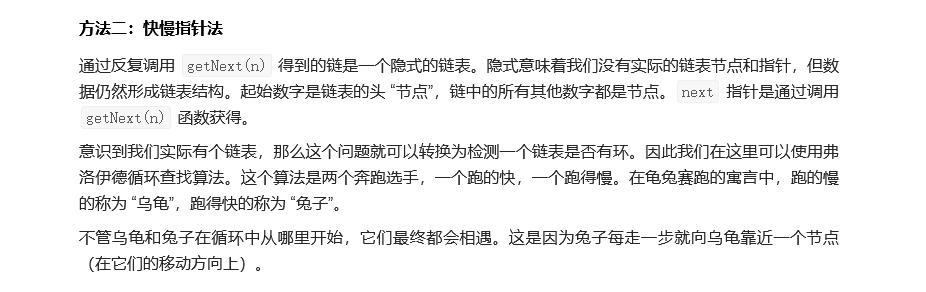 方法二：快慢指针法
通过反复调用 getNext(n) 得到的链是一个隐式的链表。隐式意味着我们没有实际的链表节点和指针，但数
据仍然形成链表结构。起始数字是链表的头 “节点”，链中的所有其他数字都是节点。 next 指针是通过调用
getNext(n) 函数获得。
意识到我们实际有个链表，那么这个问题就可以转换为检测一个链表是否有环。因此我们在这里可以使用弗
洛伊德循环查找算法。这个算法是两个奔跑选手，一个跑的快，一个跑得慢。在龟兔赛跑的寓言中，跑的慢
的称为 “乌龟”，跑得快的称为 “兔子”。
不管乌龟和兔子在循环中从哪里开始，它们最终都会相遇。这是因为兔子每走一步就向乌龟靠近一个节点
（在它们的移动方向上）。